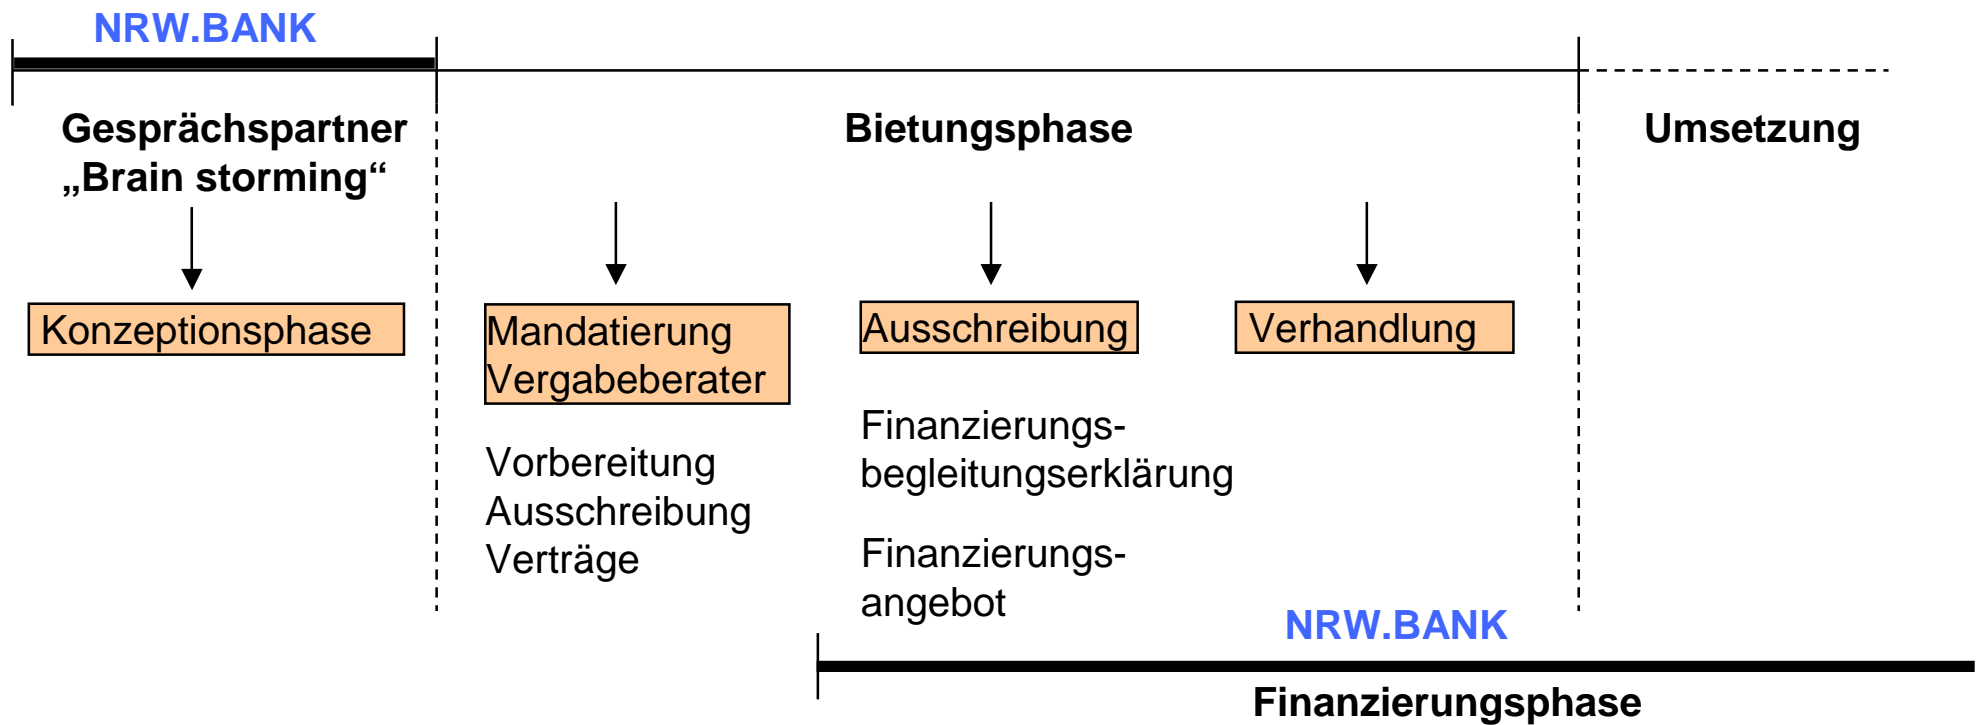 NRW.BANK
Gesprächspartner
„Brain storming“
Bietungsphase
Umsetzung
Konzeptionsphase
Mandatierung
Vergabeberater
Ausschreibung
Verhandlung
Vorbereitung
Ausschreibung
Verträge
Finanzierungs-
begleitungserklärung
Finanzierungs-
angebot
NRW.BANK
Finanzierungsphase